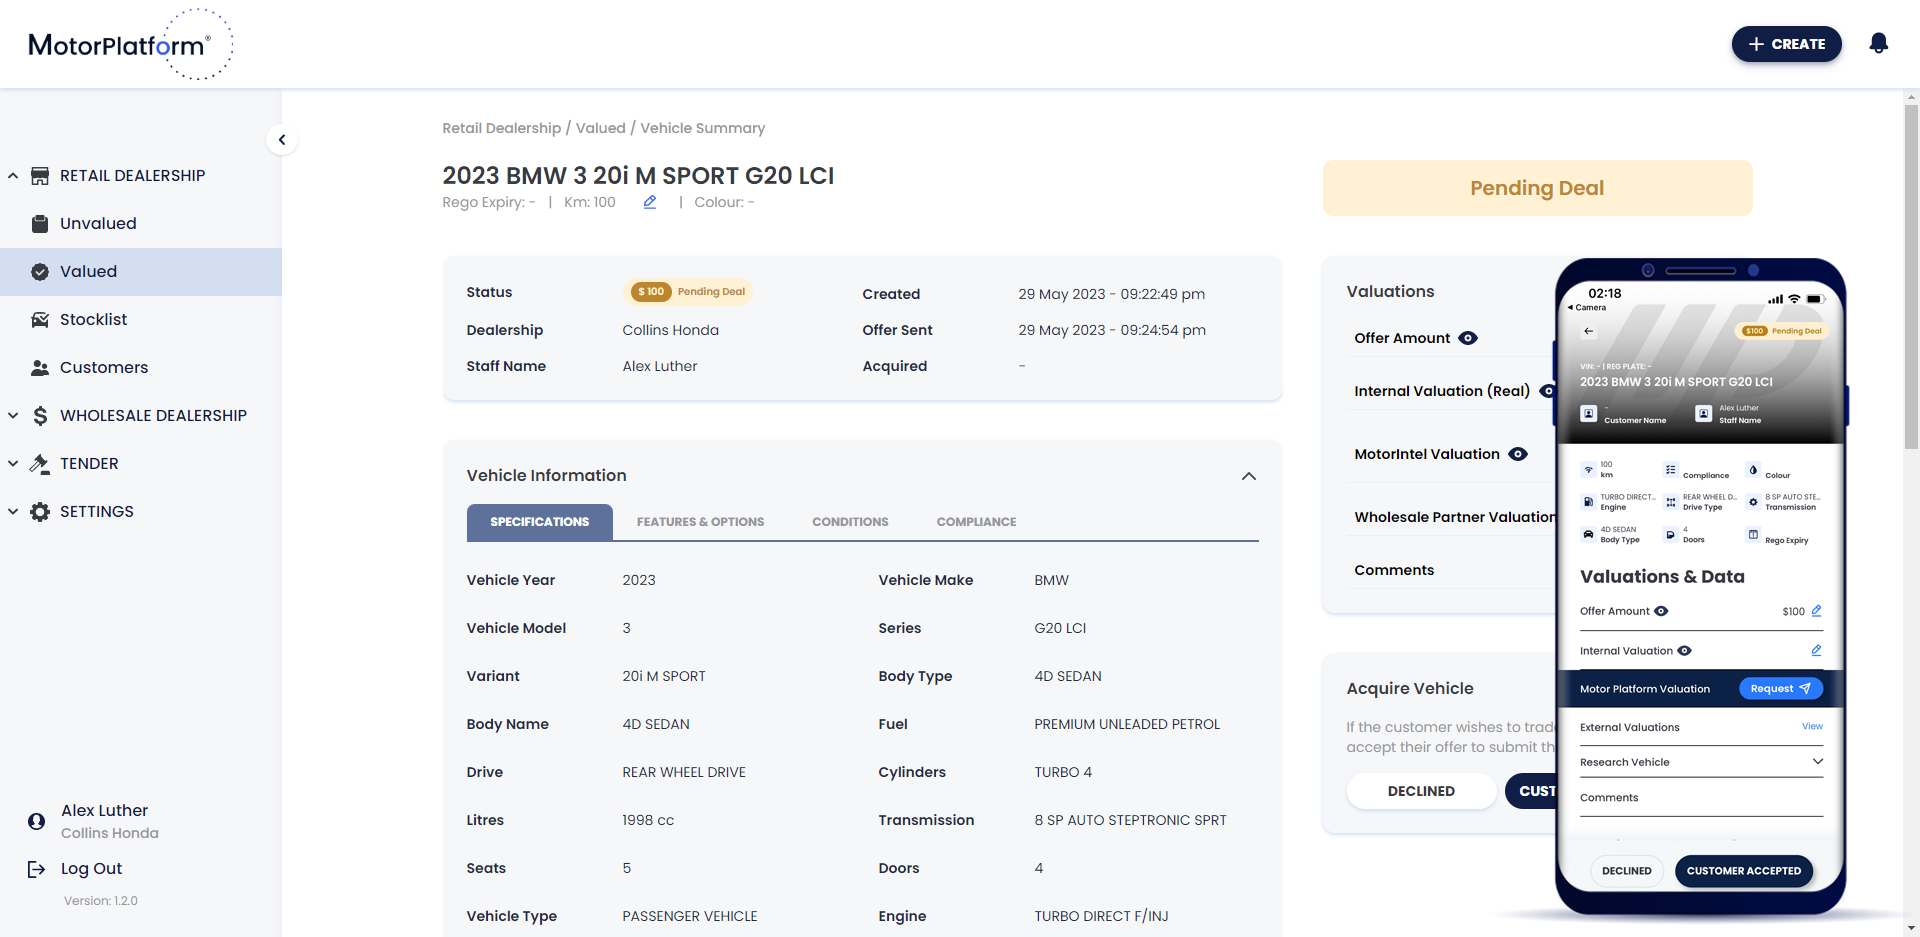 MotorPlatform®
CREATE
RETAIL DEALERSHIP
Unvalued
Valued
Stocklist
Customers
WHOLESALE DEALERSHIP
TENDER
SETTINGS
Alex Luther
Collins Honda
Log Out
Version: 1.2.0
Retail Dealership / Valued / Vehicle Summary
2023 BMW 3 20i M SPORT G20 LCI
Rego Expiry: - | Km: 100 | Colour: -
Pending Deal
Status $ 100 Pending Deal Created 29 May 2023 - 09:22:49 pm
Dealership Collins Honda Offer Sent 29 May 2023 - 09:24:54 pm
Staff Name Alex Luther Acquired -
Vehicle Information
SPECIFICATIONS FEATURES & OPTIONS CONDITIONS COMPLIANCE
Vehicle Year 2023 Vehicle Make BMW
Vehicle Model 3 Series G20 LCI
Variant 20i M SPORT Body Type 4D SEDAN
Body Name 4D SEDAN Fuel PREMIUM UNLEADED PETROL
Drive REAR WHEEL DRIVE Cylinders TURBO 4
Litres 1998 cc Transmission 8 SP AUTO STEPTRONIC SPRT
Seats 5 Doors 4
Vehicle Type PASSENGER VEHICLE Engine TURBO DIRECT F/INJ
Valuations
Offer Amount
Internal Valuation (Real)
MotorIntel Valuation
Wholesale Partner Valuation
Comments
Acquire Vehicle
If the customer wishes to trad
accept their offer to submit th
DECLINED CUST
02:18
Camera
$100 Pending Deal
VIN: - | REG PLATE: -
2023 BMW 3 20i M SPORT G20 LCI
- Alex Luther
Customer Name Staff Name
100
km Compliance Colour
TURBO DIRECT... REAR WHEEL D... 8 SP AUTO STE...
Engine Drive Type Transmission
4D SEDAN 4
Body Type Doors Rego Expiry
Valuations & Data
Offer Amount $100
Internal Valuation
Motor Platform Valuation Request
External Valuations View
Research Vehicle
Comments
DECLINED CUSTOMER ACCEPTED